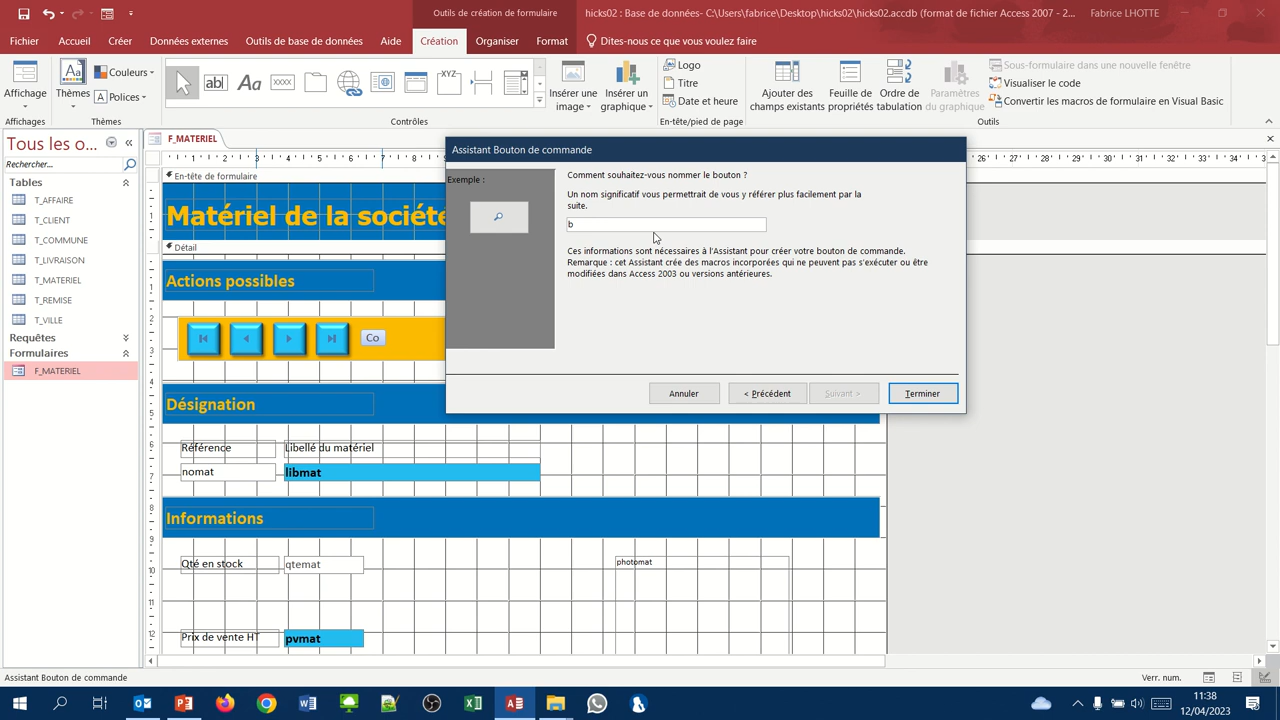 Outils de création de formulaire
hicks02 : Base de données- C:\Users\fabrice\Desktop\hicks02\hicks02.accdb (format de fichier Access 2007 - 2...
Fabrice LHOTTE
Fichier Accueil Créer Données externes Outils de base de données Aide Création Organiser Format Dites-nous ce que vous voulez faire
Affichage
Thèmes
Couleurs
Polices
ab|
Aa
XXXX
XYZ
Insérer une image
Insérer un graphique
Logo
Titre
Date et heure
Ajouter des champs existants
Feuille de propriétés
Ordre de tabulation
Paramètres du graphique
Sous-formulaire dans une nouvelle fenêtre
Visualiser le code
Convertir les macros de formulaire en Visual Basic
Affichages Thèmes Contrôles En-tête/pied de page Outils
Tous les o...
Rechercher...
Tables
T_AFFAIRE
T_CLIENT
T_COMMUNE
T_LIVRAISON
T_MATERIEL
T_REMISE
T_VILLE
Requêtes
Formulaires
F_MATERIEL
F_MATERIEL
En-tête de formulaire
Matériel de la société
Détail
Actions possibles
Co
Désignation
Référence Libellé du matériel
nomat libmat
Informations
Qté en stock qtemat
photomat
Prix de vente HT pvmat
Assistant Bouton de commande
Exemple :
Comment souhaitez-vous nommer le bouton ?
Un nom significatif vous permettrait de vous y référer plus facilement par la
suite.
b
Ces informations sont nécessaires à l'Assistant pour créer votre bouton de commande.
Remarque : cet Assistant crée des macros incorporées qui ne peuvent pas s'exécuter ou être
modifiées dans Access 2003 ou versions antérieures.
Annuler < Précédent Suivant > Terminer
Assistant Bouton de commande
Verr. num.
11:38
12/04/2023